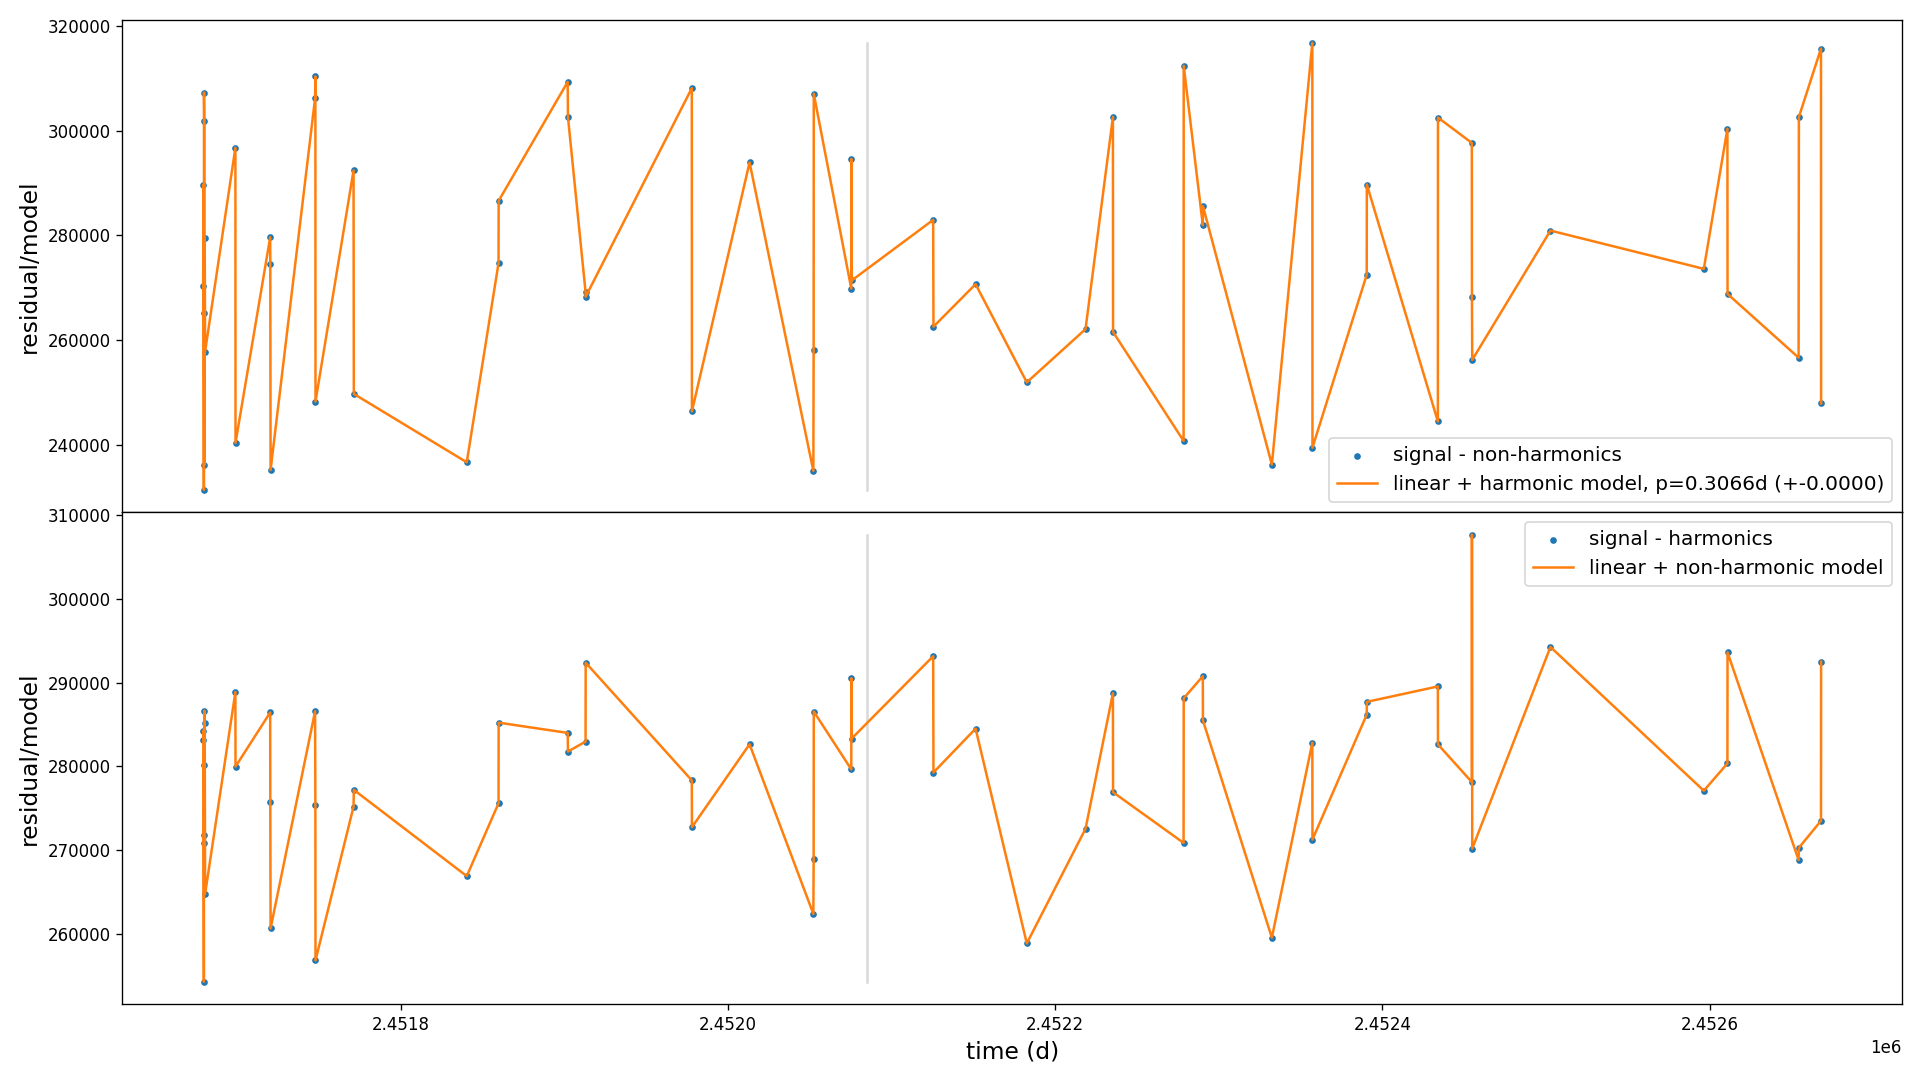 320000
300000
280000
260000
240000
residual/model
signal - non-harmonics
linear + harmonic model, p=0.3066d (+-0.0000)
310000
300000
290000
280000
270000
260000
residual/model
signal - harmonics
linear + non-harmonic model
2.4518
2.4520
2.4522
2.4524
2.4526
1e6
time (d)